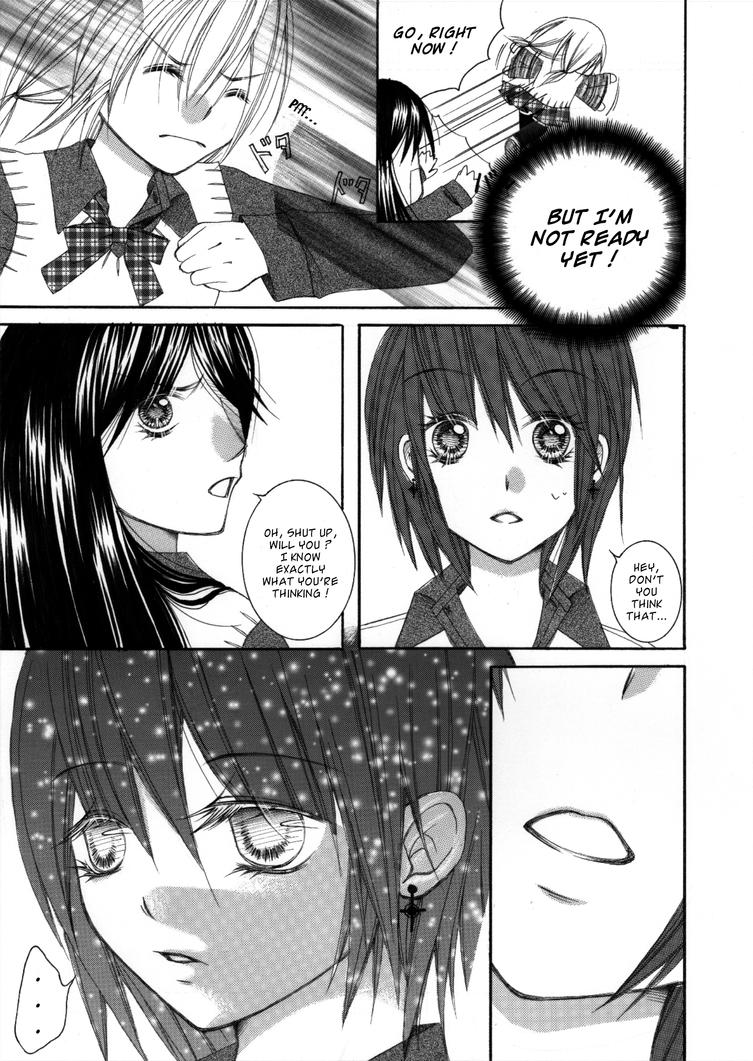 GO, RIGHT
NOW !
BUT I'M
NOT READY
YET !
PAT...
ドタ
ドタ
HEY,
DON'T
YOU
THINK
THAT...
OH, SHUT UP,
WILL YOU ?
I KNOW
EXACTLY
WHAT YOU'RE
THINKING !
...